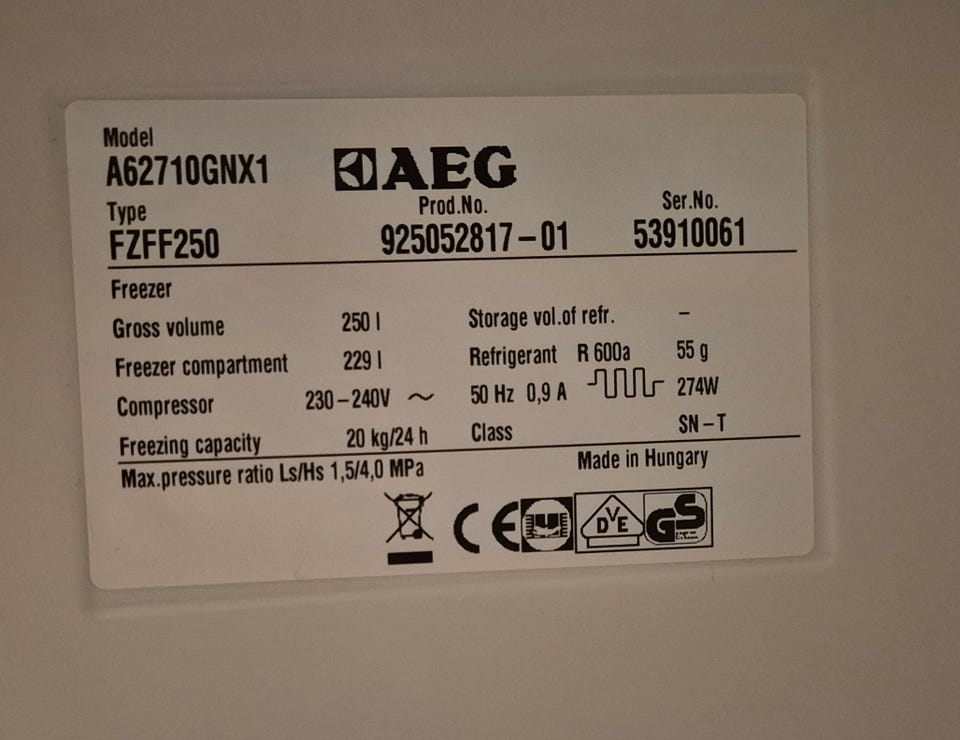 Model
A62710GNX1
AEG
Type
Prod.No.
Ser.No.
FZFF250
925052817-01
53910061
Freezer
Gross volume 250 l
Storage vol.of refr. -
Freezer compartment 229 l
Refrigerant R 600a 55 g
Compressor 230-240V ~
50 Hz 0,9 A 274W
Freezing capacity 20 kg/24 h
Class SN-T
Max.pressure ratio Ls/Hs 1,5/4,0 MPa
Made in Hungary
CE
DVE
GS